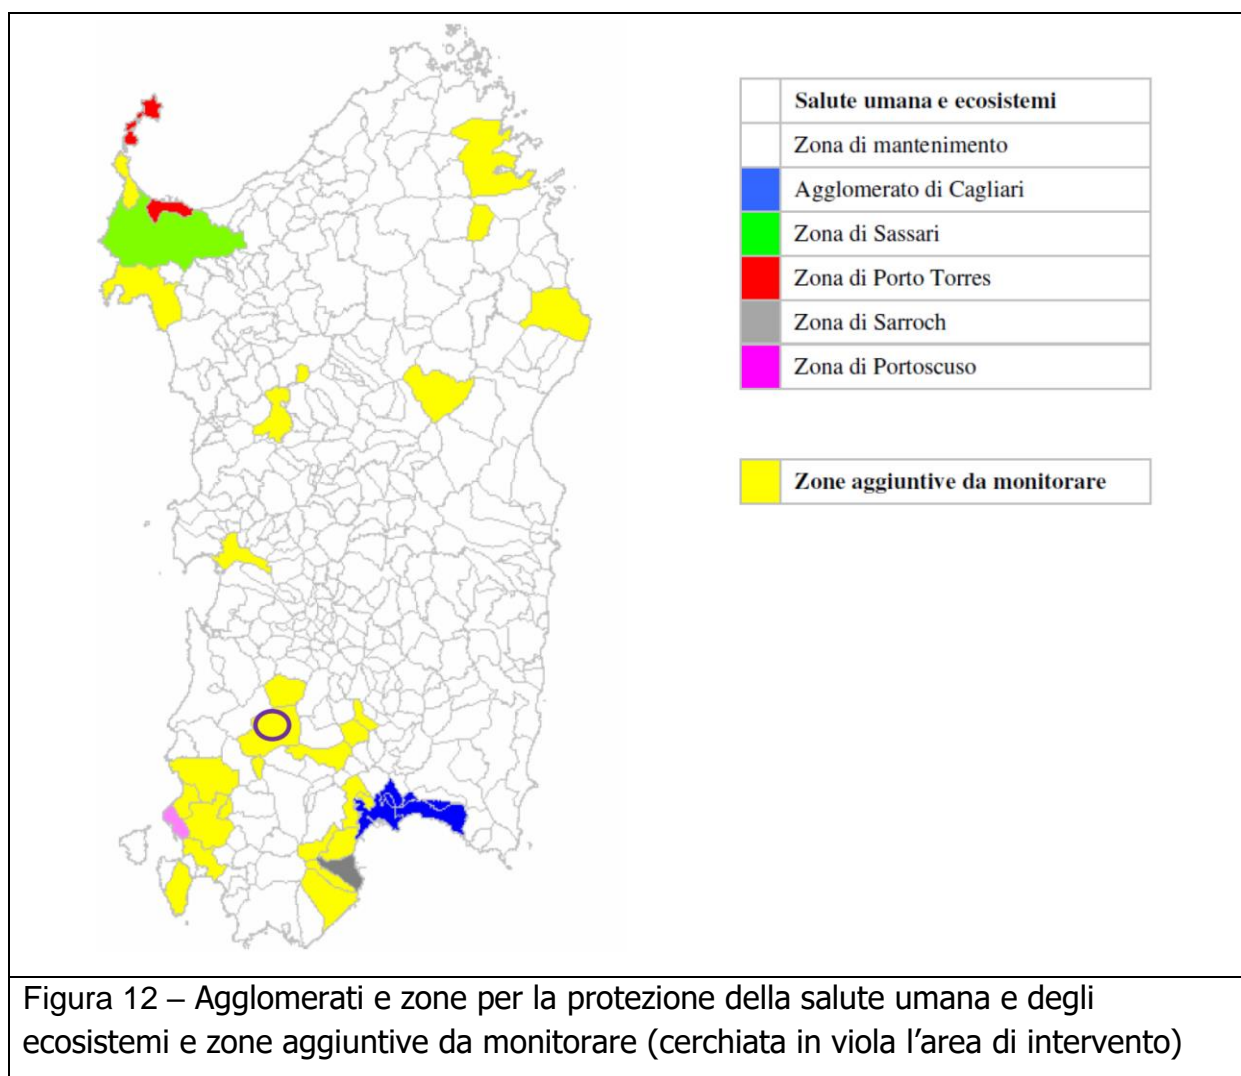 Salute umana e ecosistemi
Zona di mantenimento
Agglomerato di Cagliari
Zona di Sassari
Zona di Porto Torres
Zona di Sarroch
Zona di Portoscuso
Zone aggiuntive da monitorare
Figura 12 – Agglomerati e zone per la protezione della salute umana e degli
ecosistemi e zone aggiuntive da monitorare (cerchiata in viola l’area di intervento)